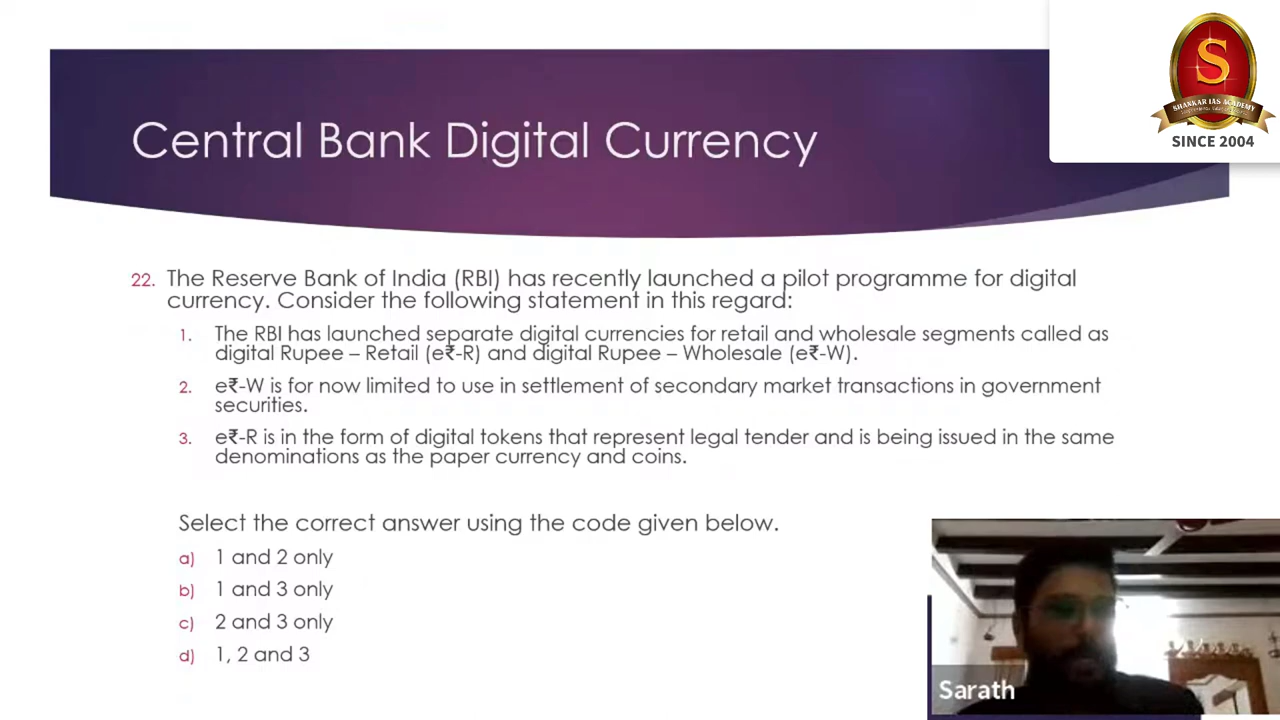 S
SHANKAR IAS ACADEMY
SINCE 2004
Central Bank Digital Currency
22. The Reserve Bank of India (RBI) has recently launched a pilot programme for digital
currency. Consider the following statement in this regard:
1. The RBI has launched separate digital currencies for retail and wholesale segments called as
digital Rupee – Retail (e₹-R) and digital Rupee – Wholesale (e₹-W).
2. e₹-W is for now limited to use in settlement of secondary market transactions in government
securities.
3. e₹-R is in the form of digital tokens that represent legal tender and is being issued in the same
denominations as the paper currency and coins.
Select the correct answer using the code given below.
a) 1 and 2 only
b) 1 and 3 only
c) 2 and 3 only
d) 1, 2 and 3
Sarath